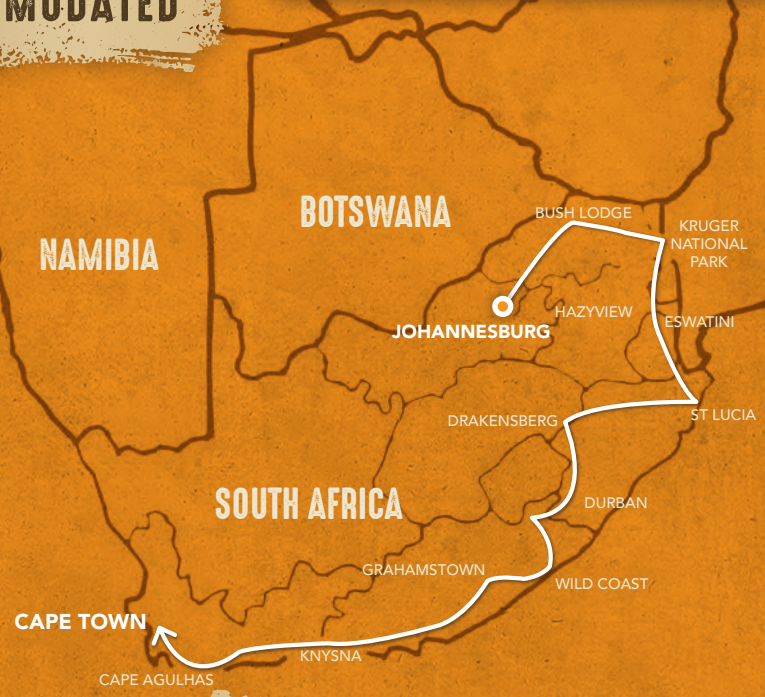 MODATED
BOTSWANA
BUSH LODGE
NAMIBIA
KRUGER
NATIONAL
PARK
HAZYVIEW
ESWATINI
JOHANNESBURG
ST LUCIA
DRAKENSBERG
SOUTH AFRICA
DURBAN
GRAHAMSTOWN
WILD COAST
CAPE TOWN
KNYSNA
CAPE AGULHAS